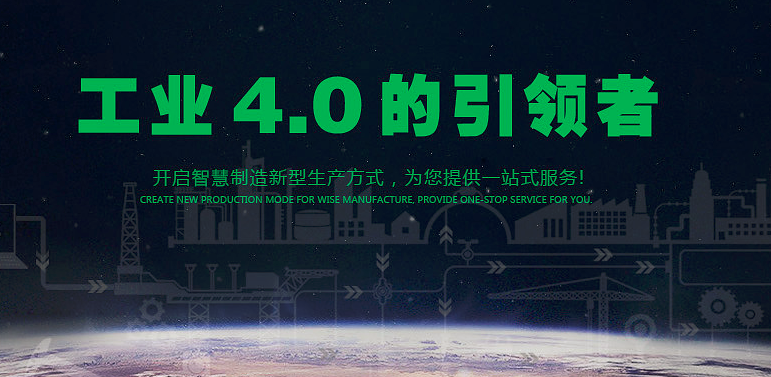 工业 4.0 的引领者
开启智慧制造新型生产方式，为您提供一站式服务!
CREATE NEW PRODUCTION MODE FOR WISE MANUFACTURE, PROVIDE ONE-STOP SERVICE FOR YOU.